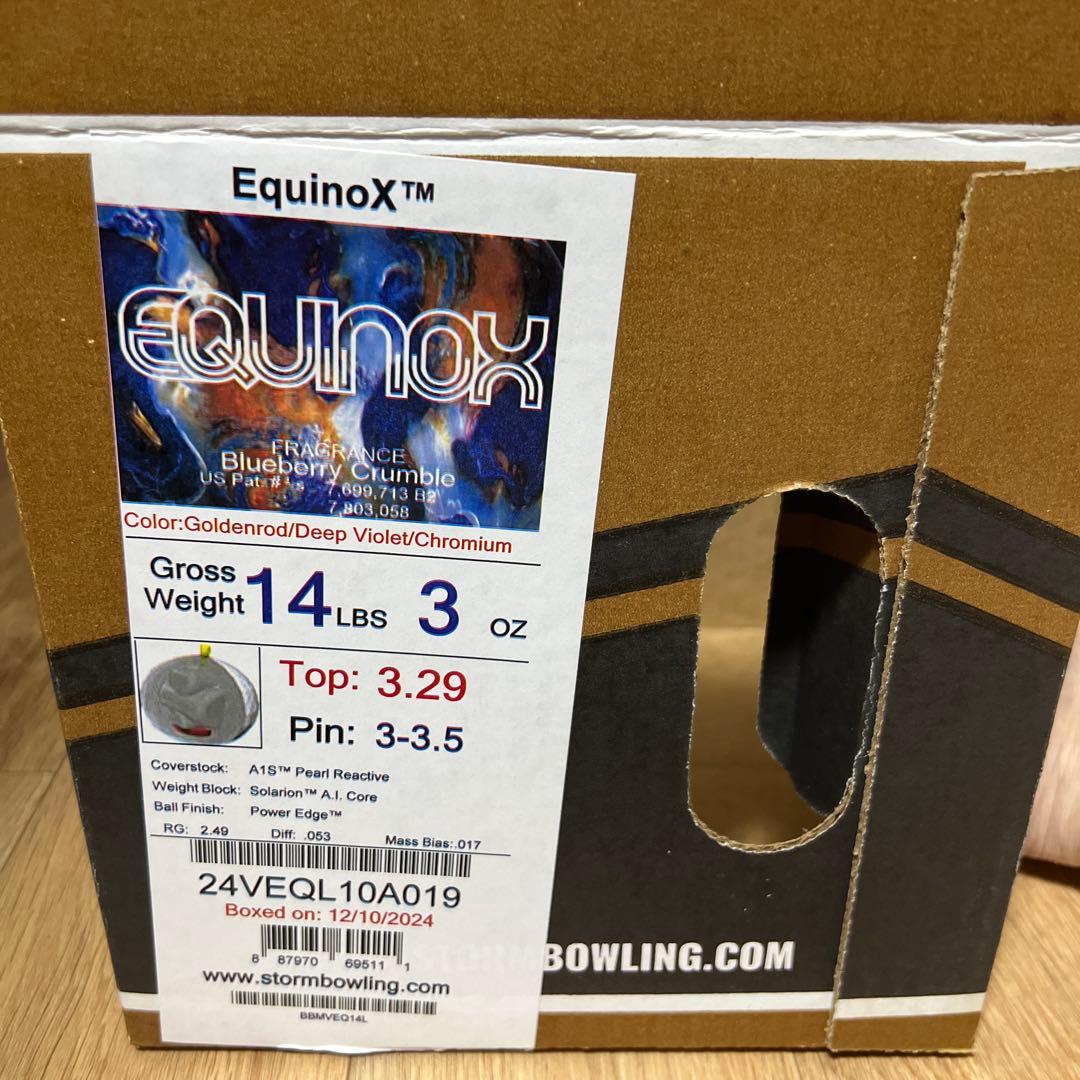 EquinoX™
EQUINOX
FRAGRANCE
Blueberry Crumble
US Pat. #'s 7,699,713 B2
7,803,058
Color:Goldenrod/Deep Violet/Chromium
Gross Weight 14 LBS 3 OZ
Top: 3.29
Pin: 3-3.5
Coverstock: A1S™ Pearl Reactive
Weight Block: Solarion™ A.I. Core
Ball Finish: Power Edge™
RG: 2.49 Diff: .053 Mass Bias:.017
24VEQL10A019
Boxed on: 12/10/2024
8 87970 69511 1
www.stormbowling.com
BBMVEQ14L
STORMBOWLING.COM